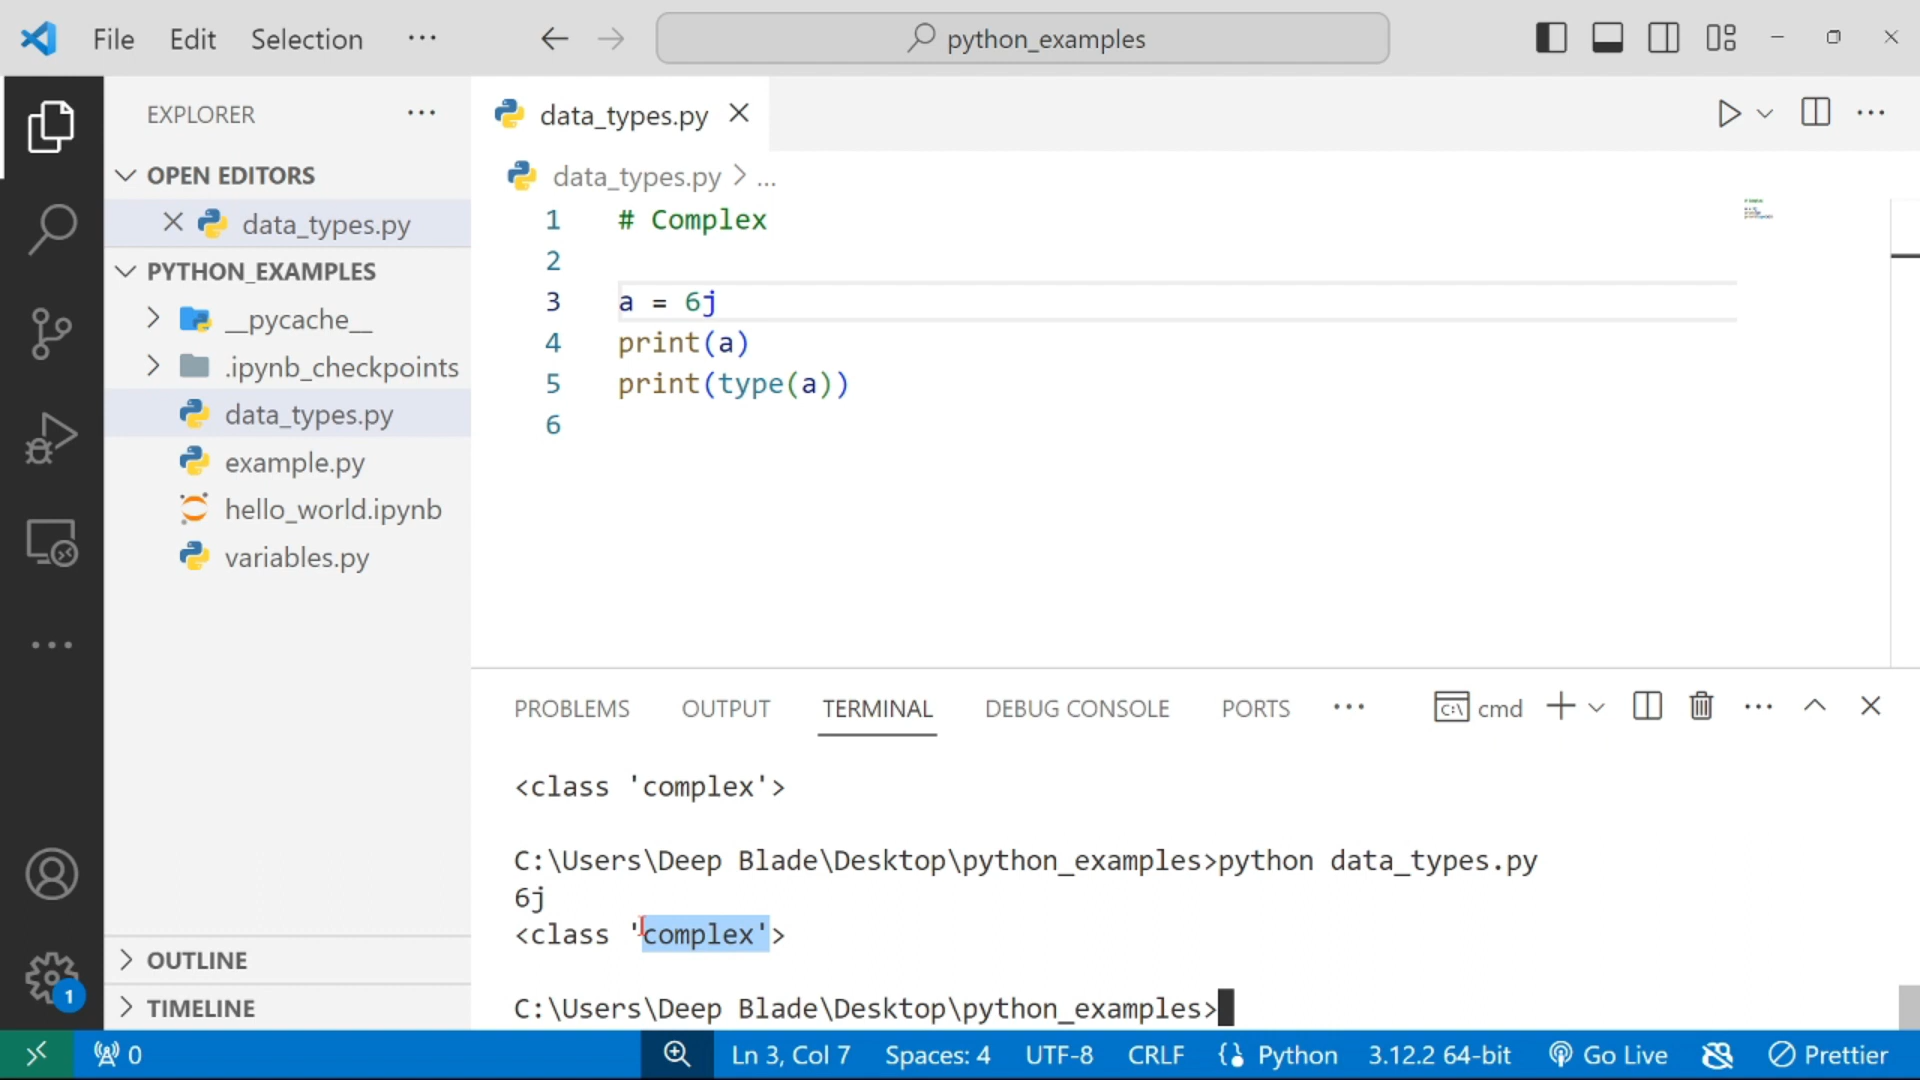 File Edit Selection ··· python_examples
EXPLORER ···
OPEN EDITORS
data_types.py
PYTHON_EXAMPLES
__pycache__
.ipynb_checkpoints
data_types.py
example.py
hello_world.ipynb
variables.py
OUTLINE
TIMELINE
1
data_types.py
data_types.py > ...
1 # Complex
2
3 a = 6j
4 print(a)
5 print(type(a))
6
PROBLEMS OUTPUT TERMINAL DEBUG CONSOLE PORTS ··· cmd
<class 'complex'>
C:\Users\Deep Blade\Desktop\python_examples>python data_types.py
6j
<class 'complex'>
C:\Users\Deep Blade\Desktop\python_examples>
0 Ln 3, Col 7 Spaces: 4 UTF-8 CRLF Python 3.12.2 64-bit Go Live Prettier